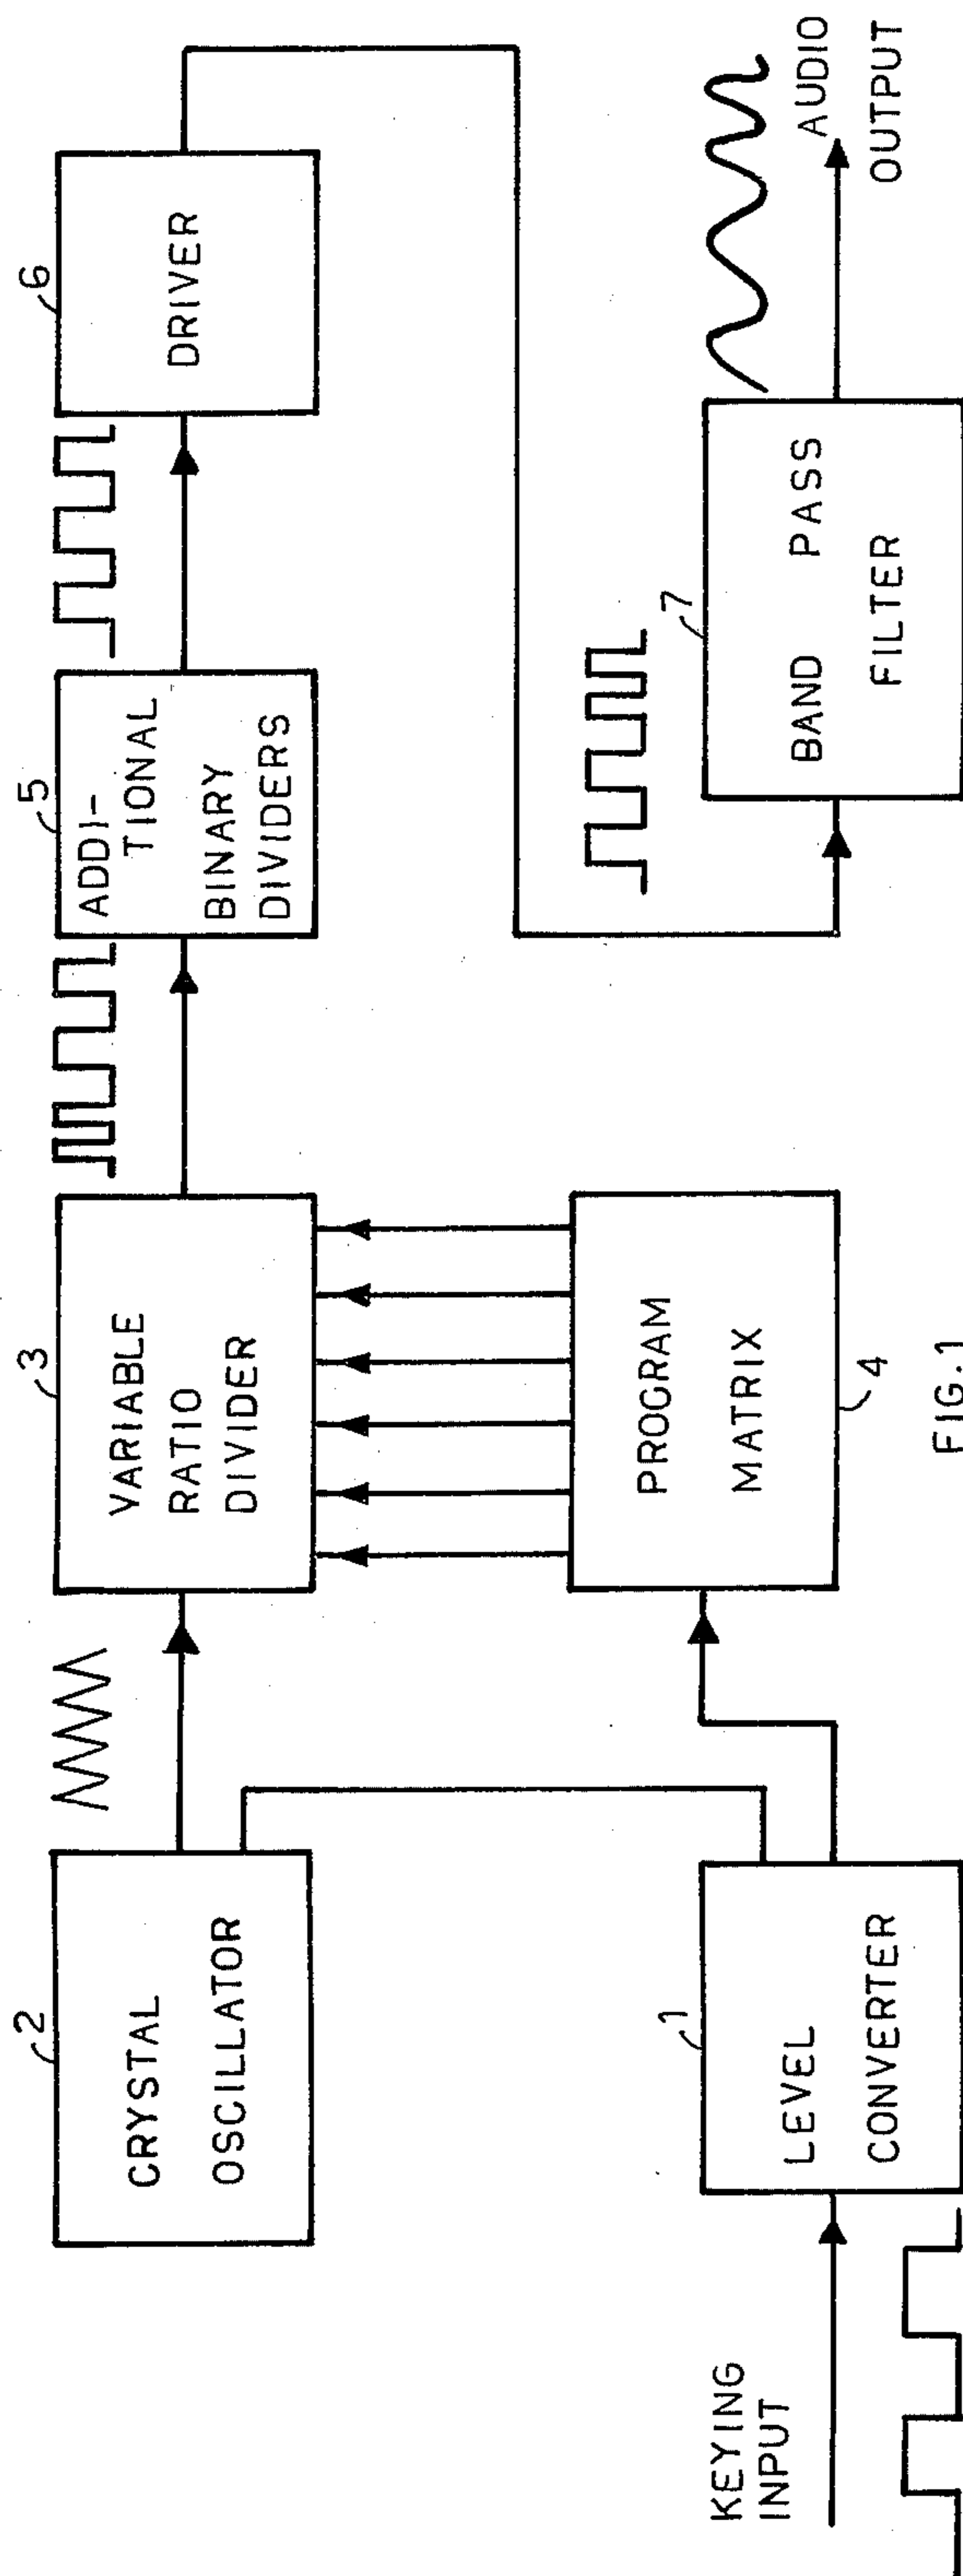 2
CRYSTAL
OSCILLATOR
3
VARIABLE
RATIO
DIVIDER
5
ADDI-
TIONAL
BINARY
DIVIDERS
6
DRIVER
KEYING
INPUT
1
LEVEL
CONVERTER
PROGRAM
MATRIX
4
7
BAND PASS
FILTER
AUDIO
OUTPUT
FIG.1